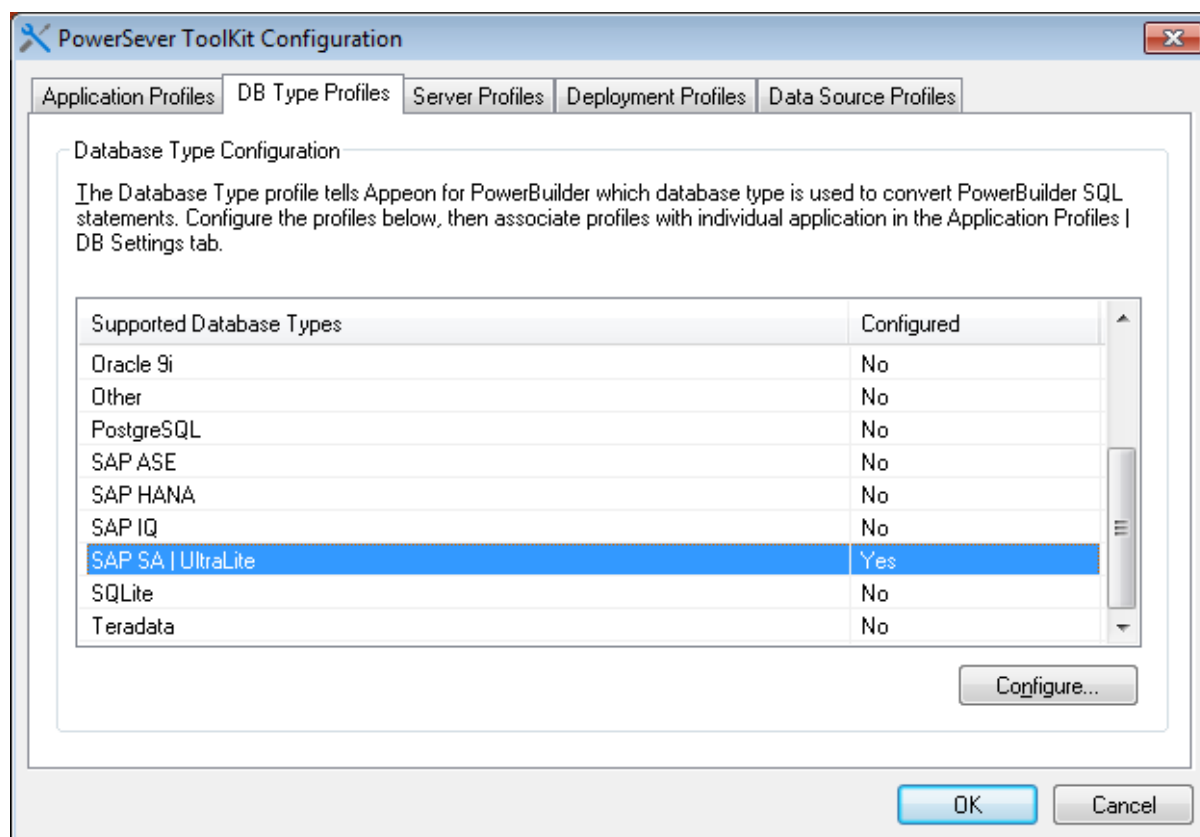 PowerSever ToolKit Configuration
Application Profiles DB Type Profiles Server Profiles Deployment Profiles Data Source Profiles
Database Type Configuration
The Database Type profile tells Appeon for PowerBuilder which database type is used to convert PowerBuilder SQL
statements. Configure the profiles below, then associate profiles with individual application in the Application Profiles |
DB Settings tab.
Supported Database Types Configured
Oracle 9i No
Other No
PostgreSQL No
SAP ASE No
SAP HANA No
SAP IQ No
SAP SA | UltraLite Yes
SQLite No
Teradata No
Configure...
OK Cancel